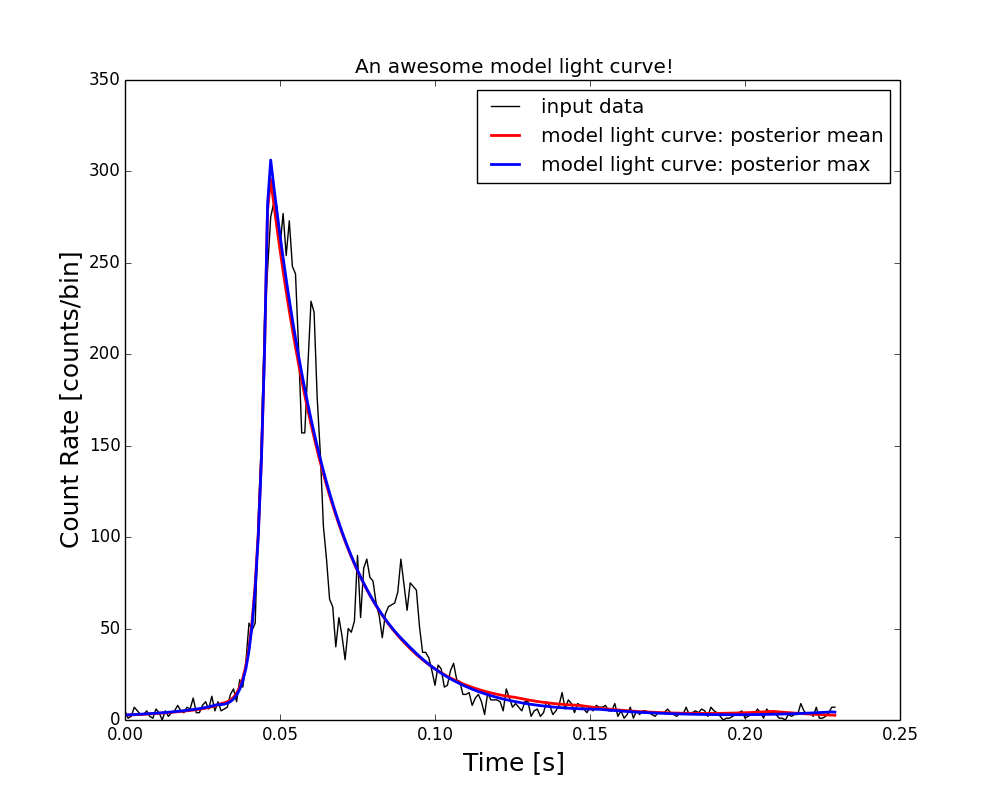 An awesome model light curve!
input data
model light curve: posterior mean
model light curve: posterior max
350
300
250
200
150
100
50
0
Count Rate [counts/bin]
0.00 0.05 0.10 0.15 0.20 0.25
Time [s]